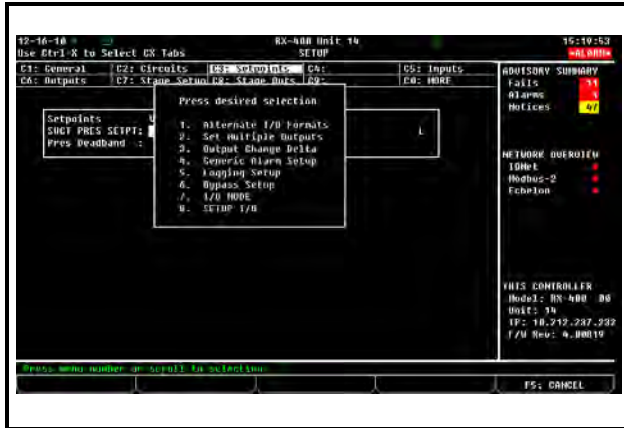 12-16-10 RX-400 Unit 14 15:19:53
Use Ctrl-X to Select CX Tabs SETUP *ALARM*
C1: General C2: Circuits C3: Setpoints C4: C5: Inputs
C6: Outputs C7: Stage Setup C8: Stage Outs C9: C0: MORE
ADVISORY SUMMARY
Fails
Alarms
Notices 47
Press desired selection
1. Alternate I/O Formats
2. Set Multiple Outputs
3. Output Change Delta
4. Generic Alarm Setup
5. Logging Setup
6. Bypass Setup
7. I/O MODE
8. SETUP I/O
Setpoints
SUCT PRES SETPT:
Pres Deadband :
NETWORK OVERVIEW
IONet
Modbus-2
Echelon
THIS CONTROLLER
Model: RX-400 00
Unit: 14
IP: 10.212.237.232
F/W Rev: 4.00B19
Press menu number or scroll to selection
F5: CANCEL